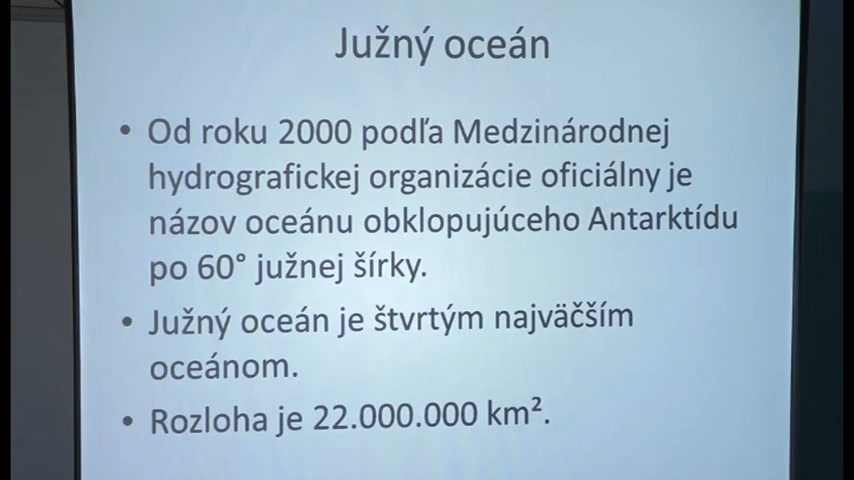 Južný oceán
• Od roku 2000 podľa Medzinárodnej
hydrografickej organizácie oficiálny je
názov oceánu obklopujúceho Antarktídu
po 60° južnej šírky.
• Južný oceán je štvrtým najväčším
oceánom.
• Rozloha je 22.000.000 km².